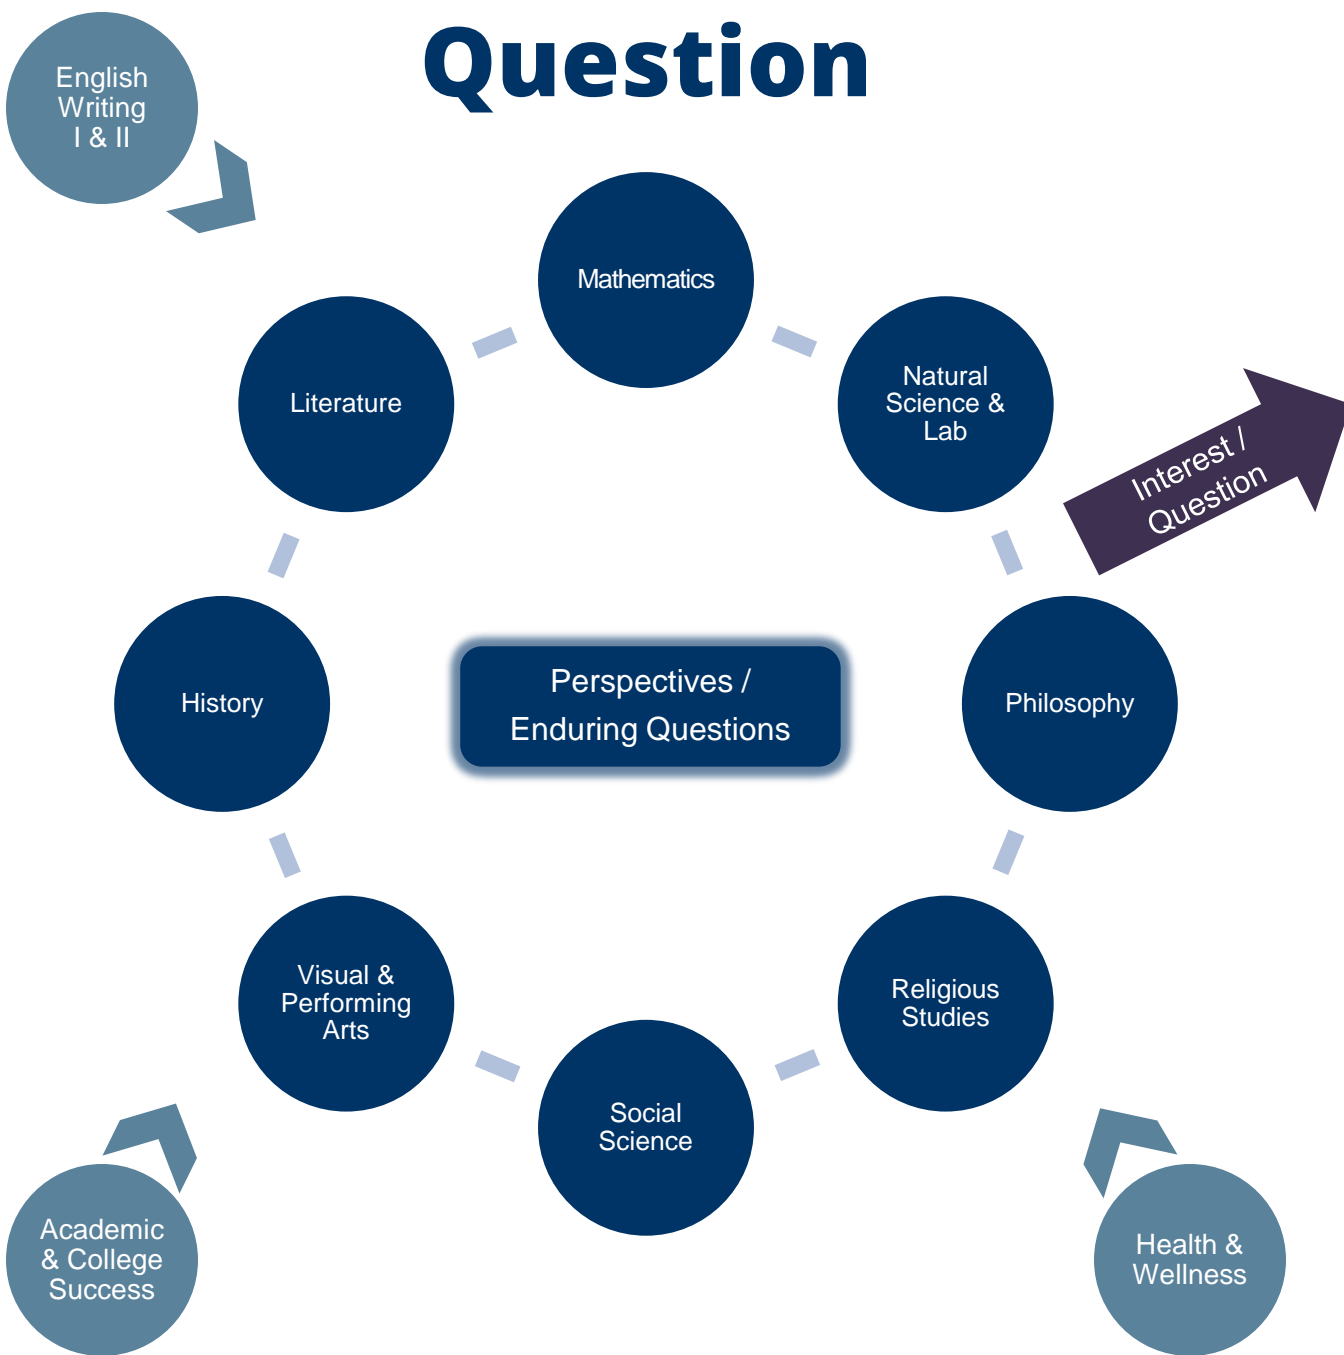 Question
English
Writing
I & II
Mathematics
Literature
Natural
Science &
Lab
Interest /
Question
History
Perspectives /
Enduring Questions
Philosophy
Visual &
Performing
Arts
Religious
Studies
Social
Science
Academic
& College
Success
Health &
Wellness